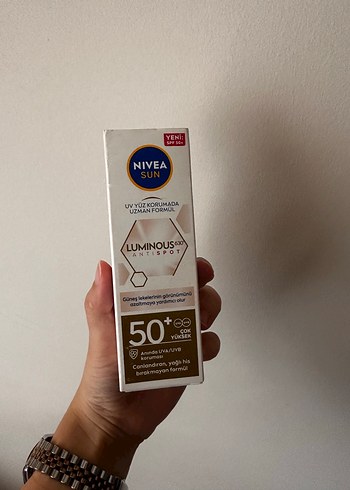 YENİ:
SPF 50+
NIVEA
SUN
UV YÜZ KORUMADA
UZMAN FORMÜL
LUMINOUS630
ANTISPOT
Güneş lekelerinin görünümünü
azaltmaya yardımcı olur
50+
ÇOK
YÜKSEK
Anında UVA/UVB
koruması
Canlandıran, yağlı his
bırakmayan formül